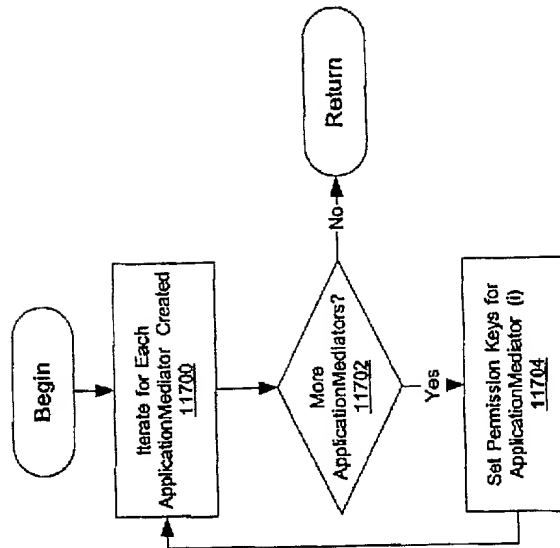 Begin
Iterate for Each
ApplicationMediator Created
11700
More
ApplicationMediators?
11702
No
Return
Yes
Set Permission Keys for
ApplicationMediator (i)
11704